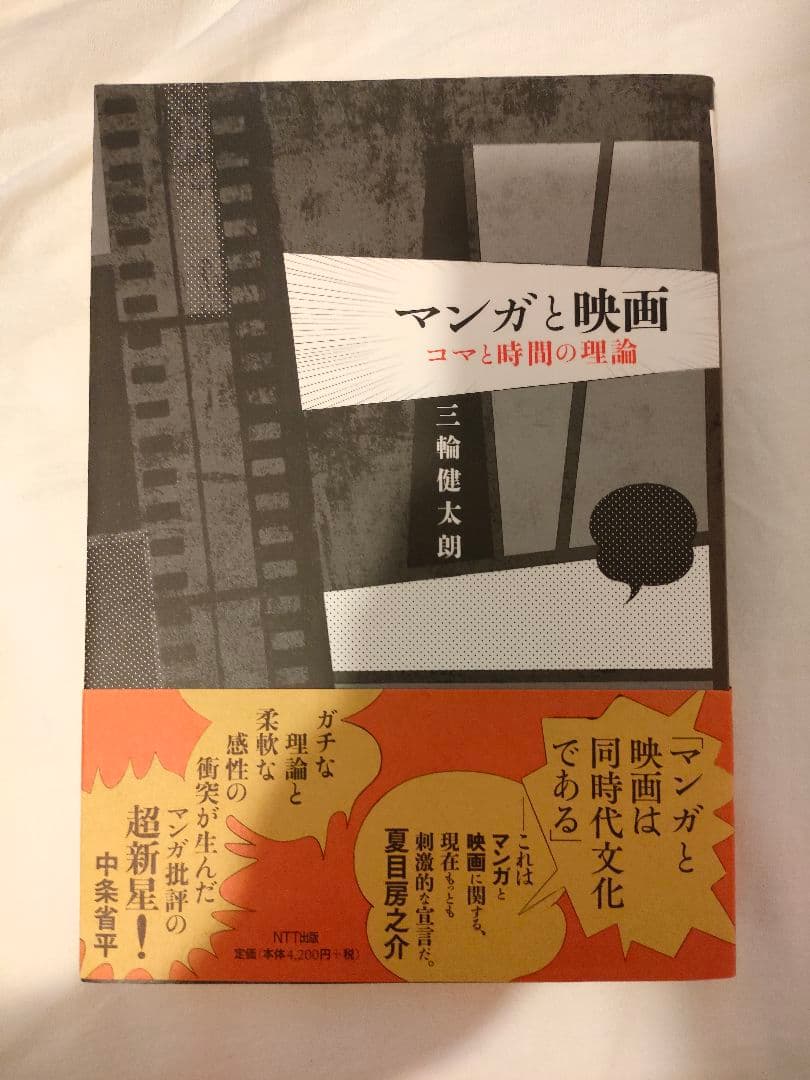 マンガと映画
コマと時間の理論
三輪健太朗
「マンガと
映画は
同時代文化
である」
――これは
マンガと
映画に関する、
現在もっとも
刺激的な宣言だ。
夏目房之介
ガチな
理論と
柔軟な
感性の
衝突が生んだ
マンガ批評の
超新星!
中条省平
NTT出版
定価(本体4,200円+税)